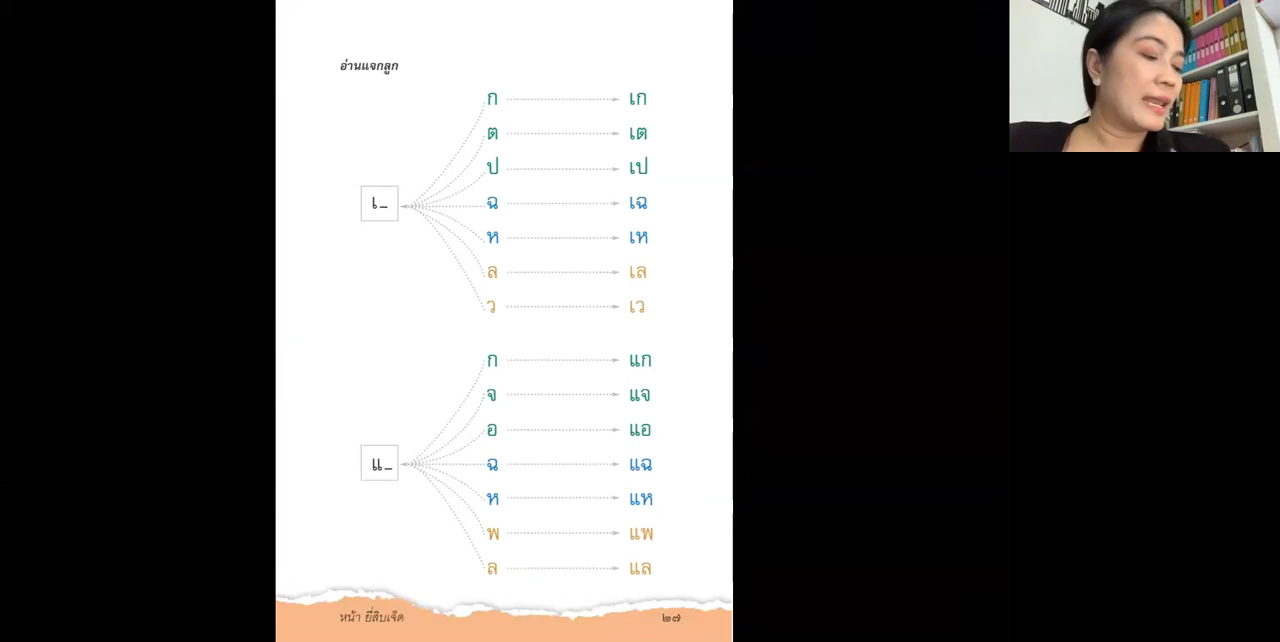 อ่านแจกลูก
ก เก
ต เต
ป เป
เ_ ฉ เฉ
ห เห
ล เล
ว เว
ก แก
จ แจ
อ แอ
แ_ ฉ แฉ
ห แห
พ แพ
ล แล
หน้า ยี่สิบเจ็ด ๒๗